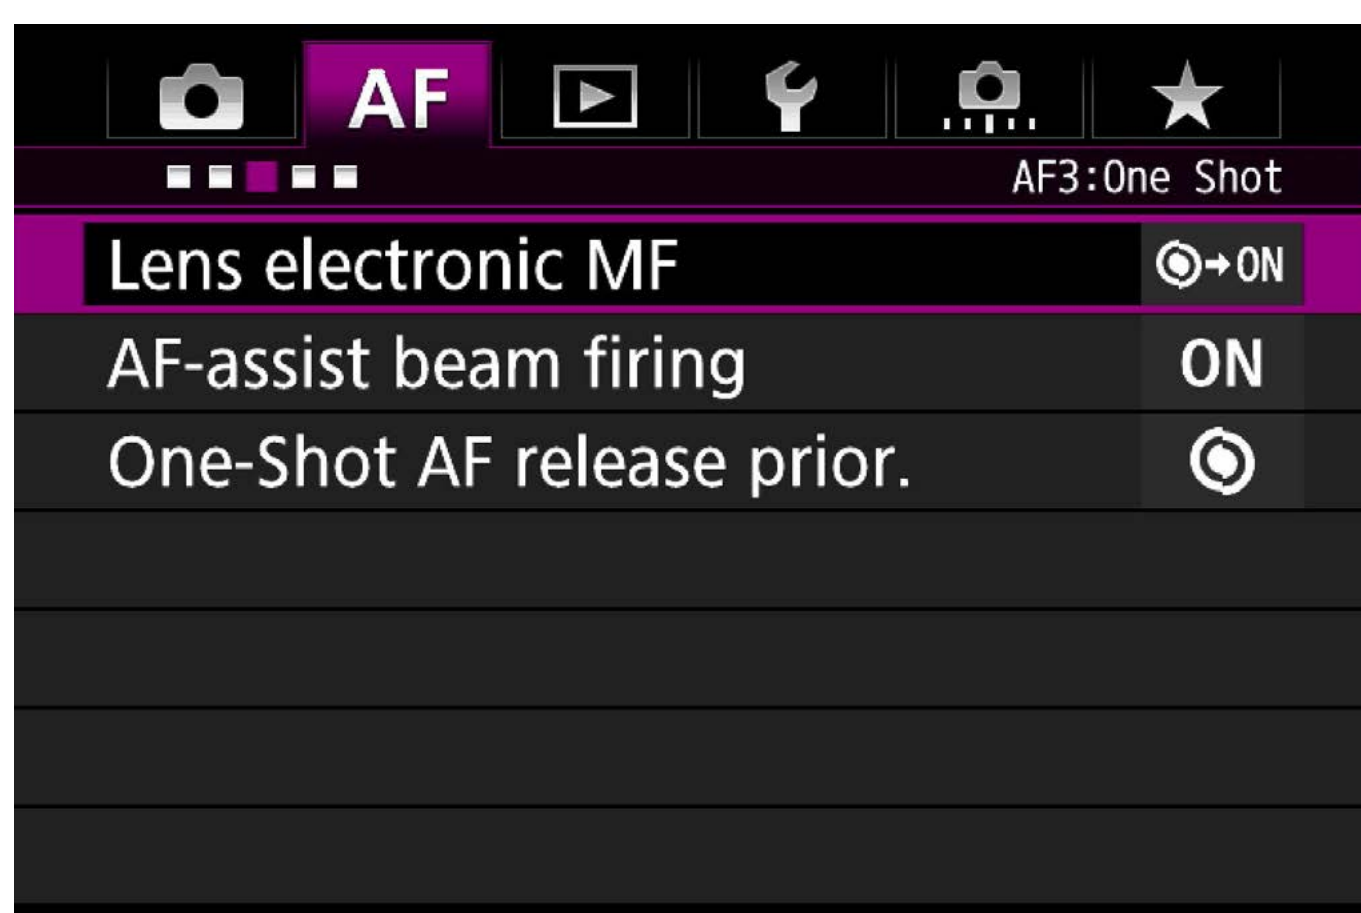 AF
AF3:One Shot
Lens electronic MF →ON
AF-assist beam firing ON
One-Shot AF release prior.